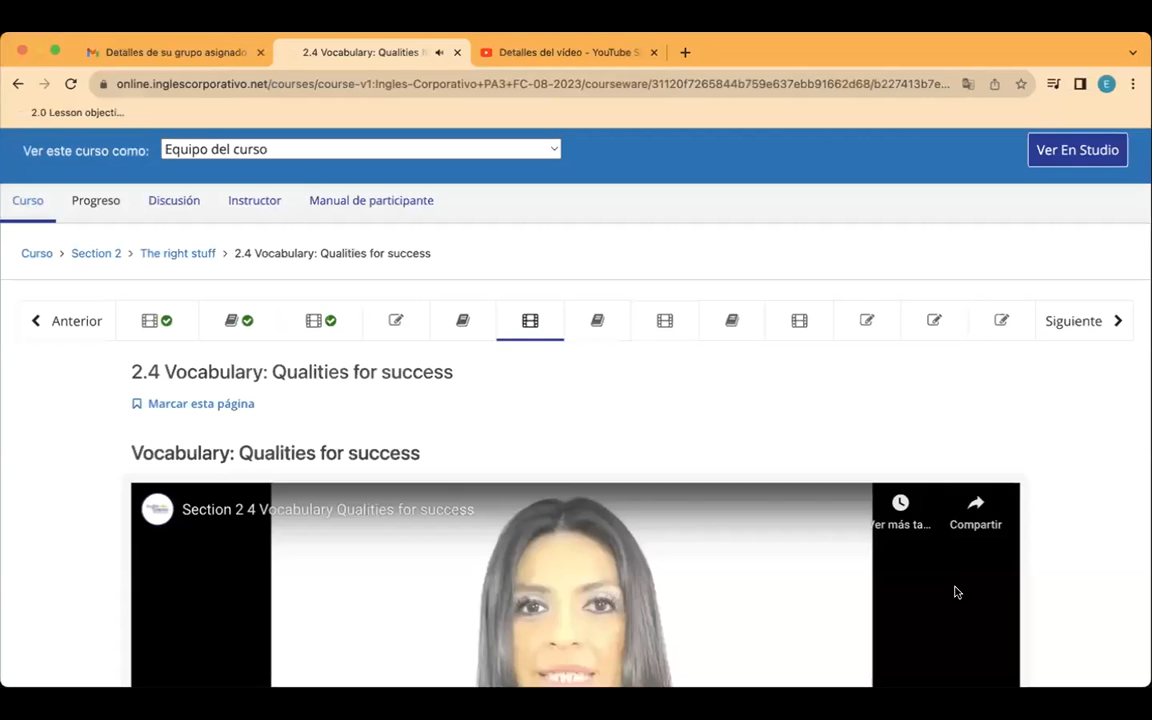 Detalles de su grupo asignado
2.4 Vocabulary: Qualities f
Detalles del vídeo - YouTube S
online.inglescorporativo.net/courses/course-v1:Ingles-Corporativo+PA3+FC-08-2023/courseware/31120f7265844b759e637ebb91662d68/b227413b7e...
E
2.0 Lesson objecti...
Ver este curso como:
Equipo del curso
Ver En Studio
Curso
Progreso
Discusión
Instructor
Manual de participante
Curso > Section 2 > The right stuff > 2.4 Vocabulary: Qualities for success
Anterior
Siguiente
2.4 Vocabulary: Qualities for success
Marcar esta página
Vocabulary: Qualities for success
Section 2 4 Vocabulary Qualities for success
Ver más ta...
Compartir